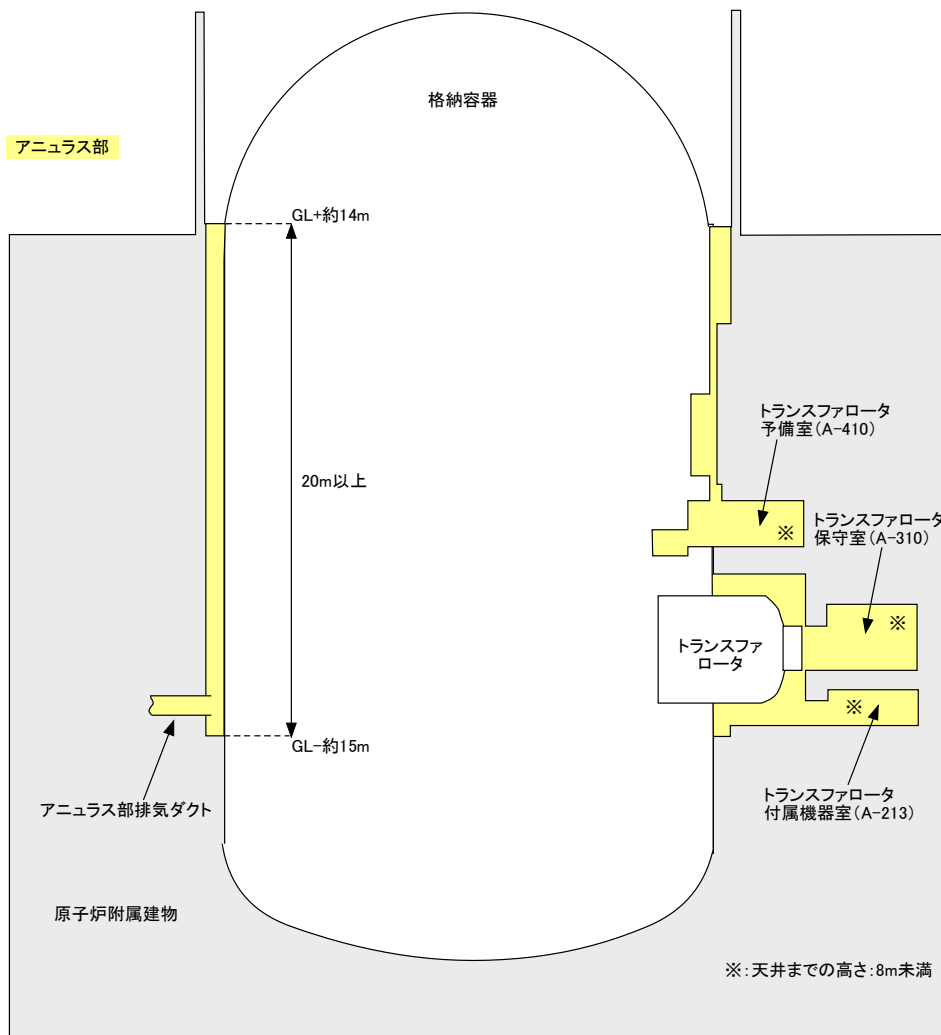 格納容器
アニュラス部
GL+約14m
トランスファロータ
予備室(A-410)
20m以上
※
トランスファロータ
保守室(A-310)
※
トランスファ
ロータ
※
GL-約15m
アニュラス部排気ダクト
トランスファロータ
付属機器室(A-213)
原子炉附属建物
※:天井までの高さ:8m未満